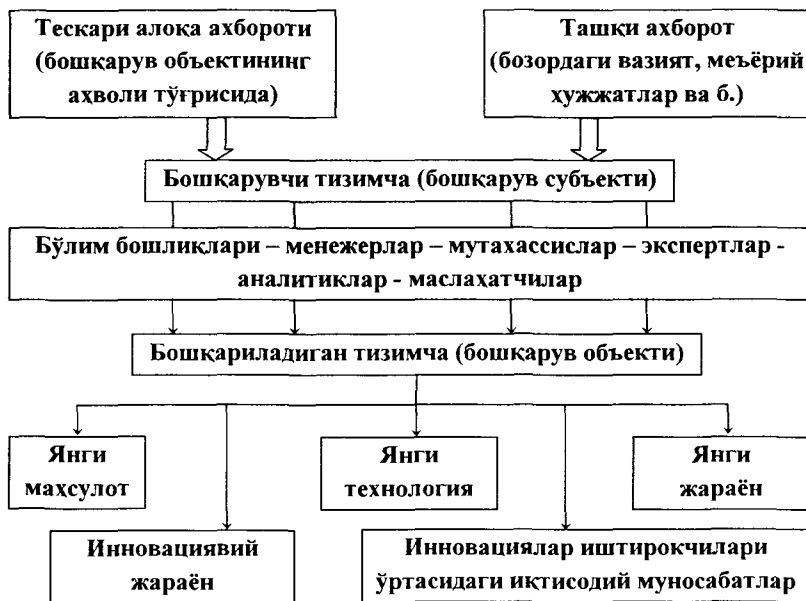 Тескари алоқа ахбороти
(бошқарув объектининг
аҳволи тўғрисида)
Ташқи ахборот
(бозордаги вазият, меъёрий
ҳужжатлар ва б.)
Бошқарувчи тизимча (бошқарув субъекти)
Бўлим бошлиқлари – менежерлар – мутахассислар – экспертлар -
аналитиклар - маслаҳатчилар
Бошқариладиган тизимча (бошқарув объекти)
Янги
маҳсулот
Янги
технология
Янги
жараён
Инновациявий
жараён
Инновациялар иштирокчилари
ўртасидаги иқтисодий муносабатлар